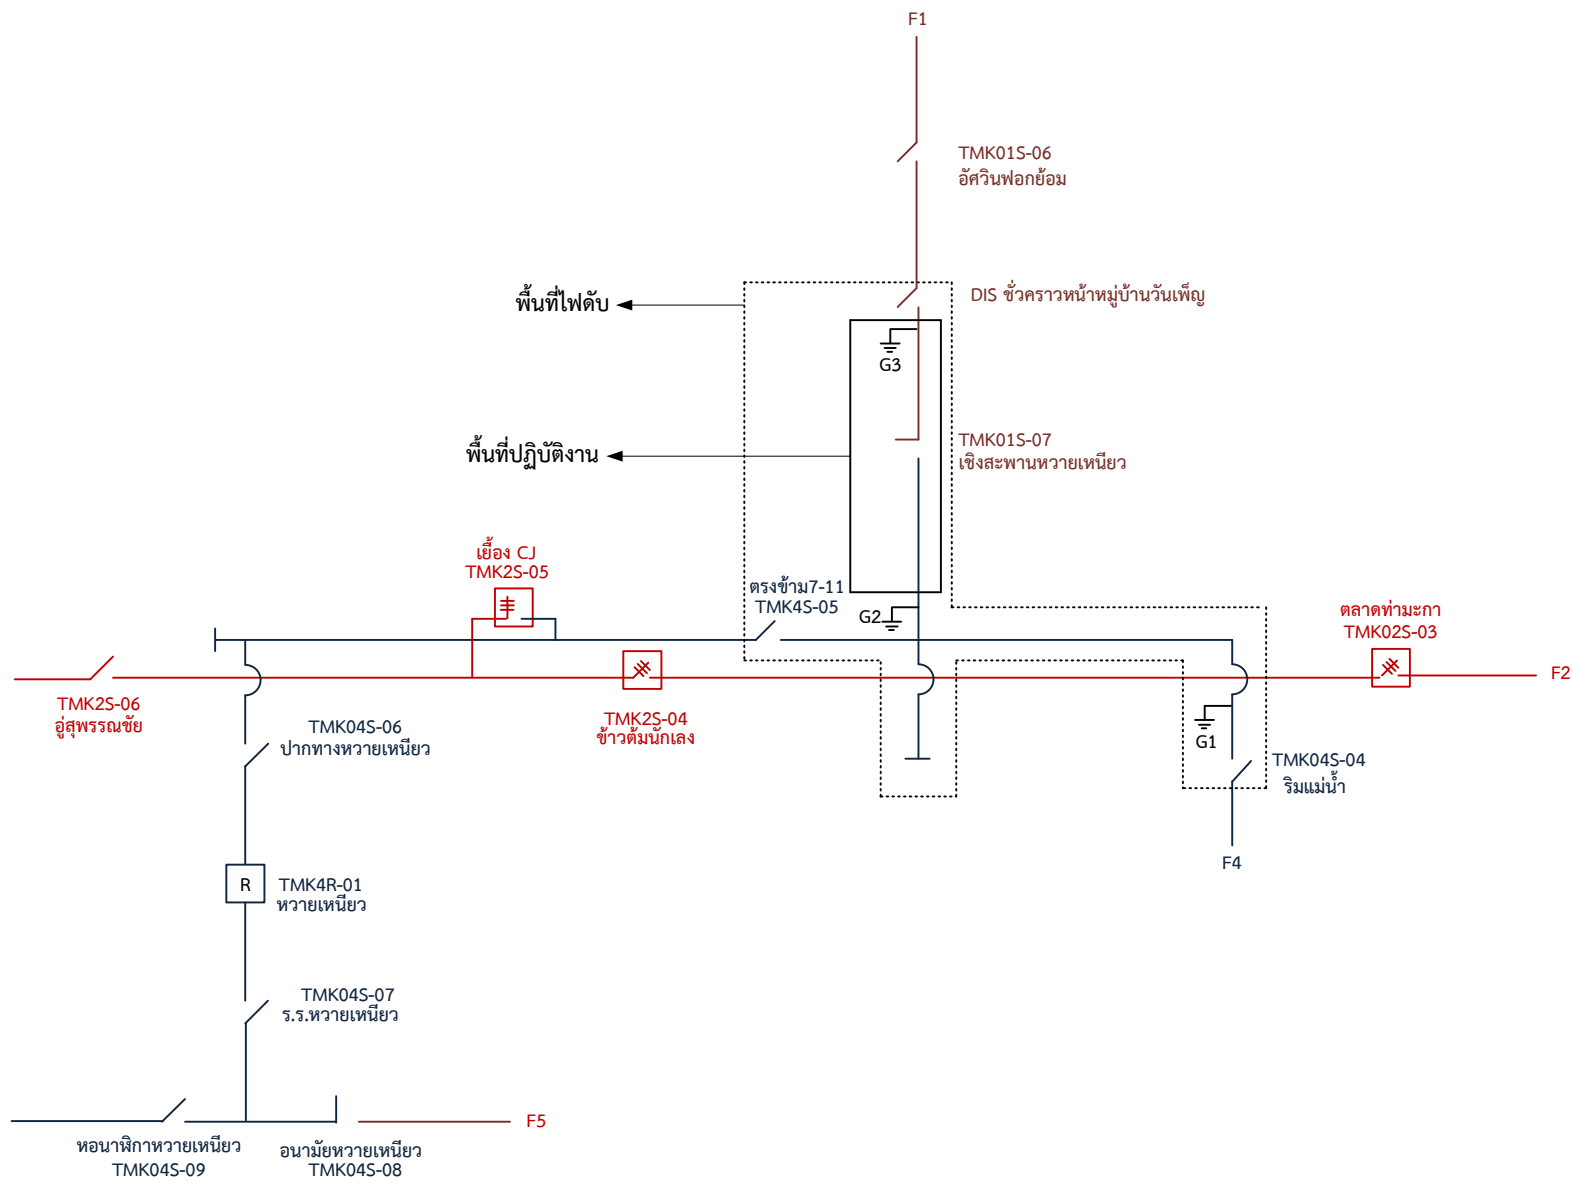 F1
TMK01S-06
อัศวินฟอกย้อม
พื้นที่ไฟดับ
DIS ชั่วคราวหน้าหมู่บ้านวันเพ็ญ
G3
พื้นที่ปฏิบัติงาน
TMK01S-07
เชิงสะพานหวายเหนียว
เยื้อง CJ
TMK2S-05
ตรงข้าม7-11
TMK4S-05
G2
ตลาดท่ามะกา
TMK02S-03
F2
TMK2S-06
อู่สุพรรณชัย
TMK04S-06
ปากทางหวายเหนียว
TMK2S-04
ข้าวต้มนักเลง
G1
TMK04S-04
ริมแม่น้ำ
F4
R
TMK4R-01
หวายเหนียว
TMK04S-07
ร.ร.หวายเหนียว
F5
หอนาฬิกาหวายเหนียว
TMK04S-09
อนามัยหวายเหนียว
TMK04S-08